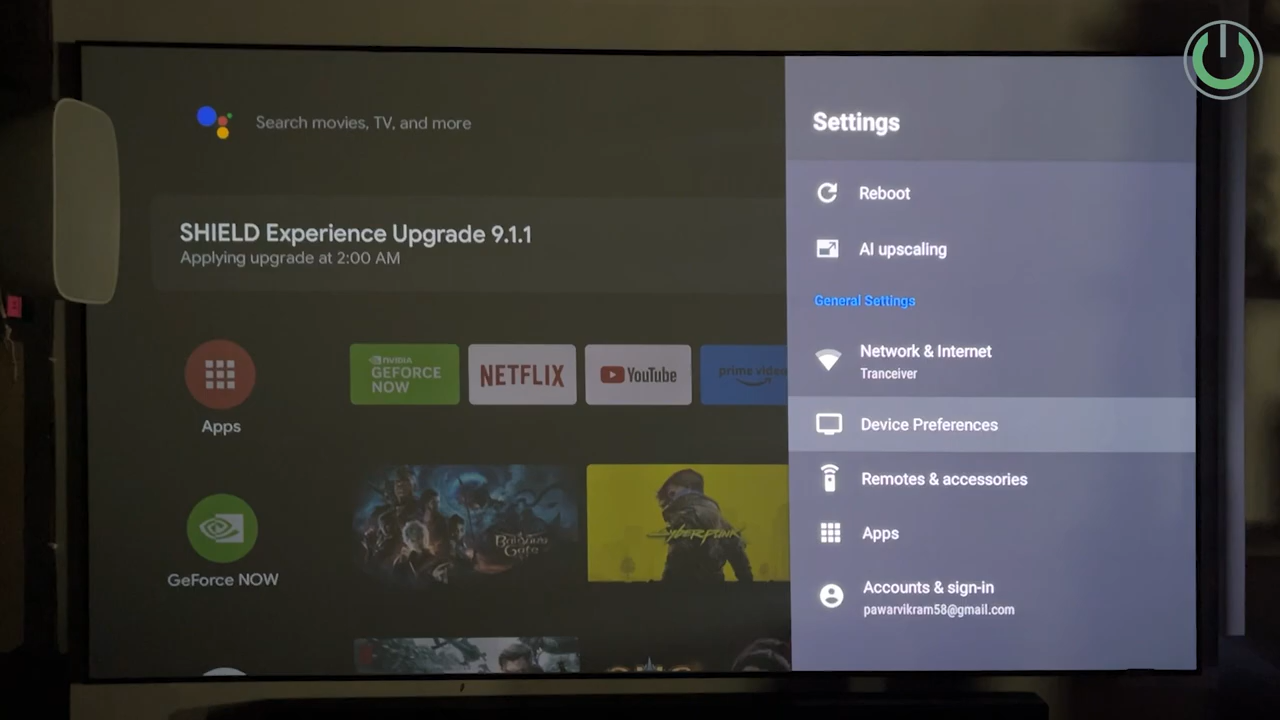 Search movies, TV, and more
SHIELD Experience Upgrade 9.1.1
Applying upgrade at 2:00 AM
Apps
NVIDIA
GEFORCE
NOW
NETFLIX
YouTube
prime video
BALDUR'S
GATE
CYBERPUNK
GeForce NOW
Settings
Reboot
AI upscaling
General Settings
Network & Internet
Tranceiver
Device Preferences
Remotes & accessories
Apps
Accounts & sign-in
pawarvikram58@gmail.com